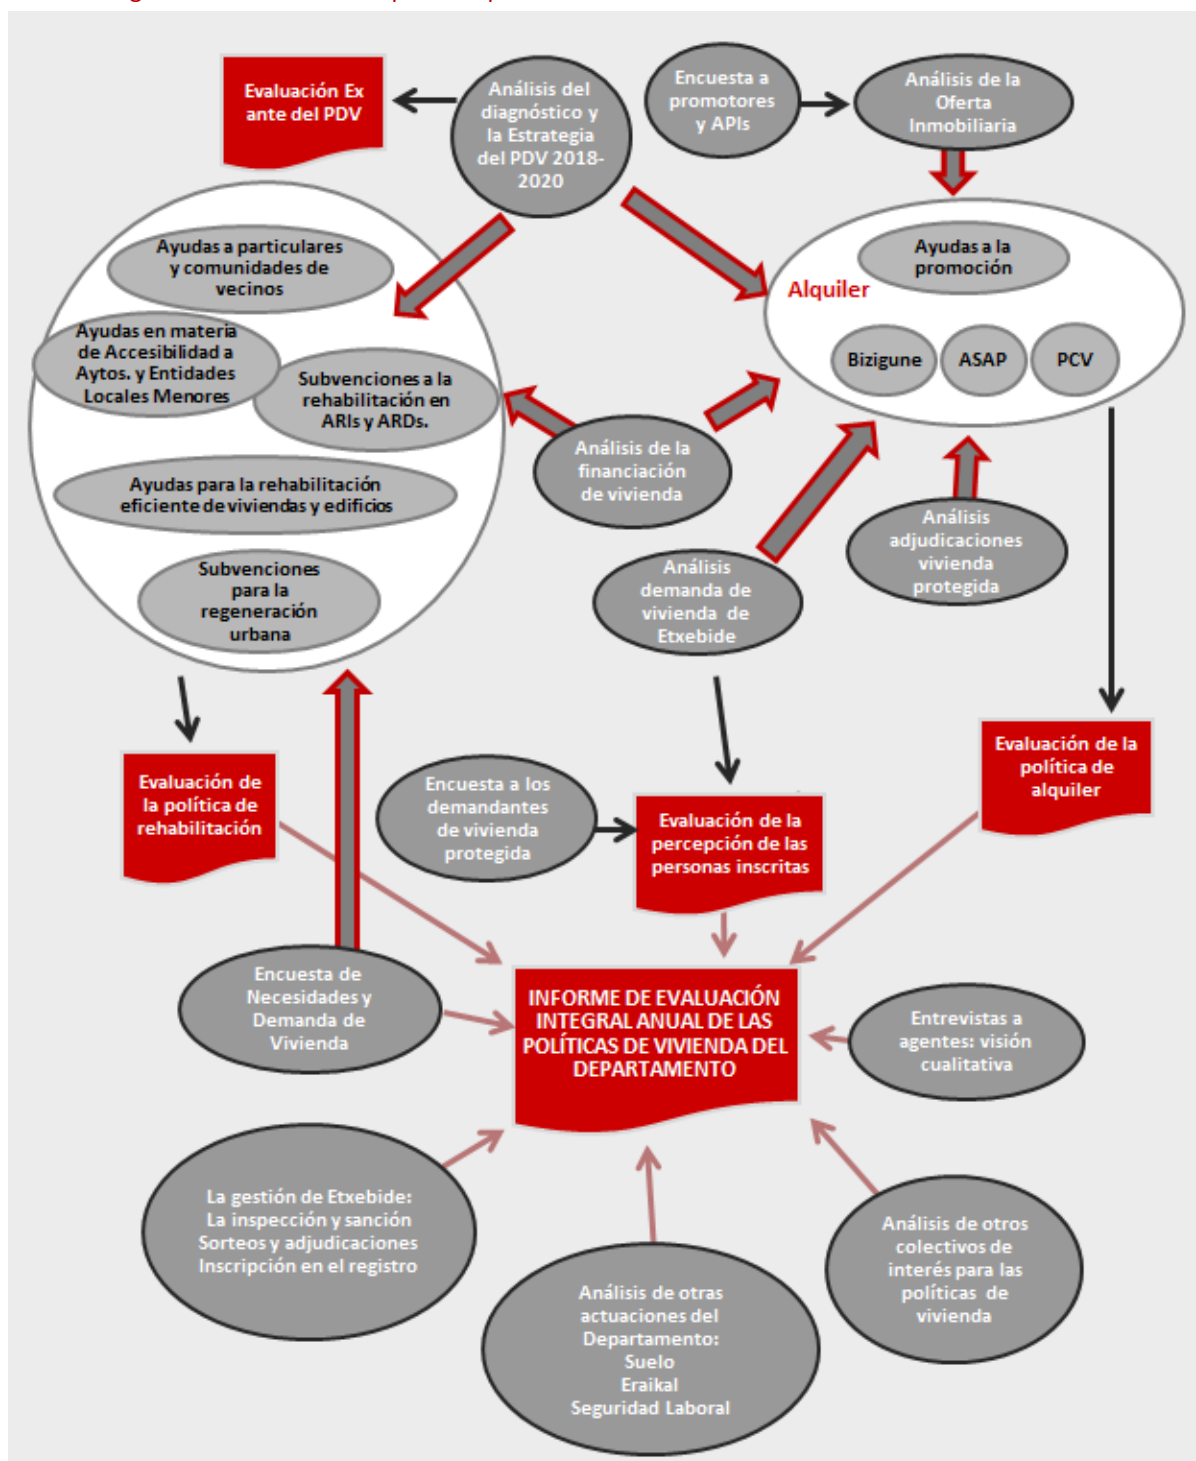 Evaluación Ex
ante del PDV
Análisis del
diagnóstico y
la Estrategia
del PDV 2018-
2020
Encuesta a
promotores
y APIs
Análisis de la
Oferta
Inmobiliaria
Ayudas a particulares
y comunidades de
vecinos
Ayudas en materia
de Accesibilidad a
Aytos. y Entidades
Locales Menores
Subvenciones a la
rehabilitación en
ARIs y ARDs.
Ayudas para la rehabilitación
eficiente de viviendas y edificios
Subvenciones
para la
regeneración
urbana
Ayudas a la
promoción
Alquiler
Bizigune
ASAP
PCV
Análisis de la
financiación
de vivienda
Análisis
adjudicaciones
vivienda
protegida
Análisis
demanda de
vivienda de
Etxebide
Evaluación de
la política de
rehabilitación
Encuesta a los
demandantes
de vivienda
protegida
Evaluación de la
percepción de las
personas inscritas
Evaluación de la
política de
alquiler
Encuesta de
Necesidades y
Demanda de
Vivienda
INFORME DE EVALUACIÓN
INTEGRAL ANUAL DE LAS
POLÍTICAS DE VIVIENDA DEL
DEPARTAMENTO
Entrevistas a
agentes: visión
cualitativa
La gestión de Etxebide:
La inspección y sanción
Sorteos y adjudicaciones
Inscripción en el registro
Análisis de otras
actuaciones del
Departamento:
Suelo
Eraikal
Seguridad Laboral
Análisis de otros
colectivos de
interés para las
políticas de
vivienda